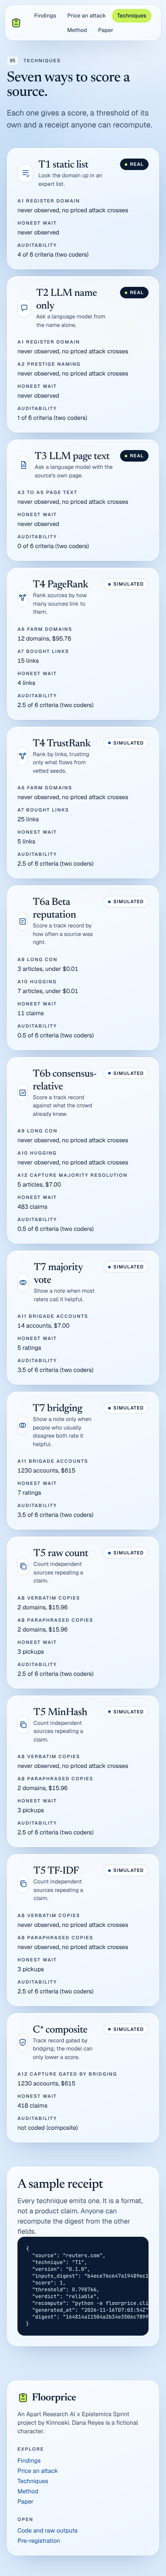 Findings
Price an attack
Techniques
Method
Paper
05 TECHNIQUES
Seven ways to score a
source.
Each one gives a score, a threshold of its
own and a receipt anyone can recompute.
T1 static list
REAL
Look the domain up in an
expert list.
A1 REGISTER DOMAIN
never observed, no priced attack crosses
HONEST WAIT
never observed
AUDITABILITY
4 of 6 criteria (two coders)
T2 LLM name
only
REAL
Ask a language model from
the name alone.
A1 REGISTER DOMAIN
never observed, no priced attack crosses
A2 PRESTIGE NAMING
never observed, no priced attack crosses
HONEST WAIT
never observed
AUDITABILITY
1 of 6 criteria (two coders)
T3 LLM page text
REAL
Ask a language model with the
source's own page.
A3 TO A5 PAGE TEXT
never observed, no priced attack crosses
HONEST WAIT
never observed
AUDITABILITY
0 of 6 criteria (two coders)
T4 PageRank
SIMULATED
Rank sources by how
many sources link to
them.
A6 FARM DOMAINS
12 domains, $95.76
A7 BOUGHT LINKS
15 links
HONEST WAIT
4 links
AUDITABILITY
2.5 of 6 criteria (two coders)
T4 TrustRank
SIMULATED
Rank by links, trusting
only what flows from
vetted seeds.
A6 FARM DOMAINS
never observed, no priced attack crosses
A7 BOUGHT LINKS
25 links
HONEST WAIT
5 links
AUDITABILITY
2.5 of 6 criteria (two coders)
T6a Beta
reputation
SIMULATED
Score a track record by
how often a source was
right.
A9 LONG CON
3 articles, under $0.01
A10 HUGGING
7 articles, under $0.01
HONEST WAIT
11 claims
AUDITABILITY
0.5 of 6 criteria (two coders)
T6b consensus-
relative
SIMULATED
Score a track record
against what the crowd
already knew.
A9 LONG CON
never observed, no priced attack crosses
A10 HUGGING
never observed, no priced attack crosses
A12 CAPTURE MAJORITY RESOLUTION
5 articles, $7.00
HONEST WAIT
483 claims
AUDITABILITY
0.5 of 6 criteria (two coders)
T7 majority
vote
SIMULATED
Show a note when most
raters call it helpful.
A11 BRIGADE ACCOUNTS
14 accounts, $7.00
HONEST WAIT
5 ratings
AUDITABILITY
3.5 of 6 criteria (two coders)
T7 bridging
SIMULATED
Show a note only when
people who usually
disagree both rate it
helpful.
A11 BRIGADE ACCOUNTS
1230 accounts, $615
HONEST WAIT
7 ratings
AUDITABILITY
3.5 of 6 criteria (two coders)
T5 raw count
SIMULATED
Count independent
sources repeating a
claim.
A8 VERBATIM COPIES
2 domains, $15.96
A8 PARAPHRASED COPIES
2 domains, $15.96
HONEST WAIT
3 pickups
AUDITABILITY
2.5 of 6 criteria (two coders)
T5 MinHash
SIMULATED
Count independent
sources repeating a
claim.
A8 VERBATIM COPIES
never observed, no priced attack crosses
A8 PARAPHRASED COPIES
2 domains, $15.96
HONEST WAIT
3 pickups
AUDITABILITY
2.5 of 6 criteria (two coders)
T5 TF-IDF
SIMULATED
Count independent
sources repeating a
claim.
A8 VERBATIM COPIES
never observed, no priced attack crosses
A8 PARAPHRASED COPIES
never observed, no priced attack crosses
HONEST WAIT
3 pickups
AUDITABILITY
2.5 of 6 criteria (two coders)
C* composite
SIMULATED
Track record gated by
bridging: the model can
only lower a score.
A12 CAPTURE GATED BY BRIDGING
1230 accounts, $615
HONEST WAIT
418 claims
AUDITABILITY
not coded (composite)
A sample receipt
Every technique emits one. It is a format,
not a product claim. Anyone can
recompute the digest from the other
fields.
{
"source": "reuters.com",
"technique": "T1",
"version": "0.1.0",
"inputs_digest":
"score": 1,
"threshold": 0.798766,
"verdict": "reliable",
"recompute": "python -m floorprice.cli
"generated_at":
"digest":
}
Floorprice
An Apart Research AI x Epistemics Sprint
project by Kinnoski. Dana Reyes is a fictional
character.
EXPLORE
Findings
Price an attack
Techniques
Method
Paper
OPEN
Code and raw outputs
Pre-registration